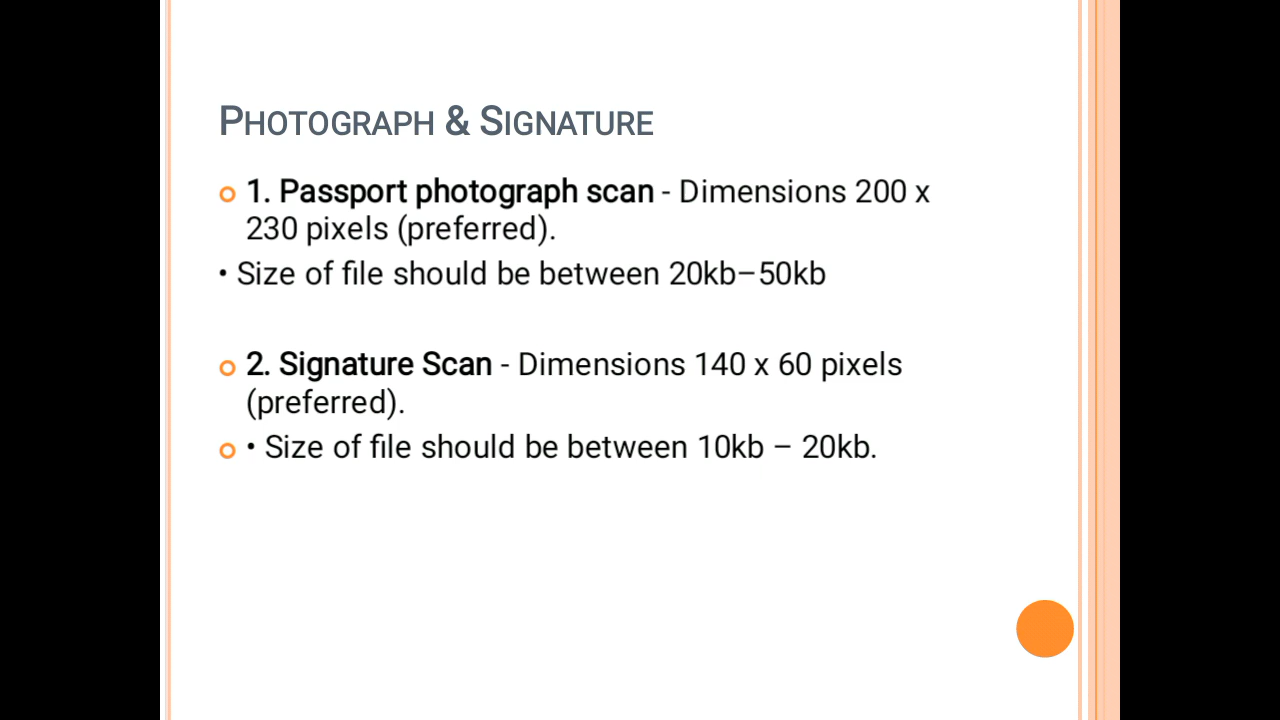 PHOTOGRAPH & SIGNATURE
1. Passport photograph scan - Dimensions 200 x
230 pixels (preferred).
• Size of file should be between 20kb–50kb
2. Signature Scan - Dimensions 140 x 60 pixels
(preferred).
• Size of file should be between 10kb – 20kb.